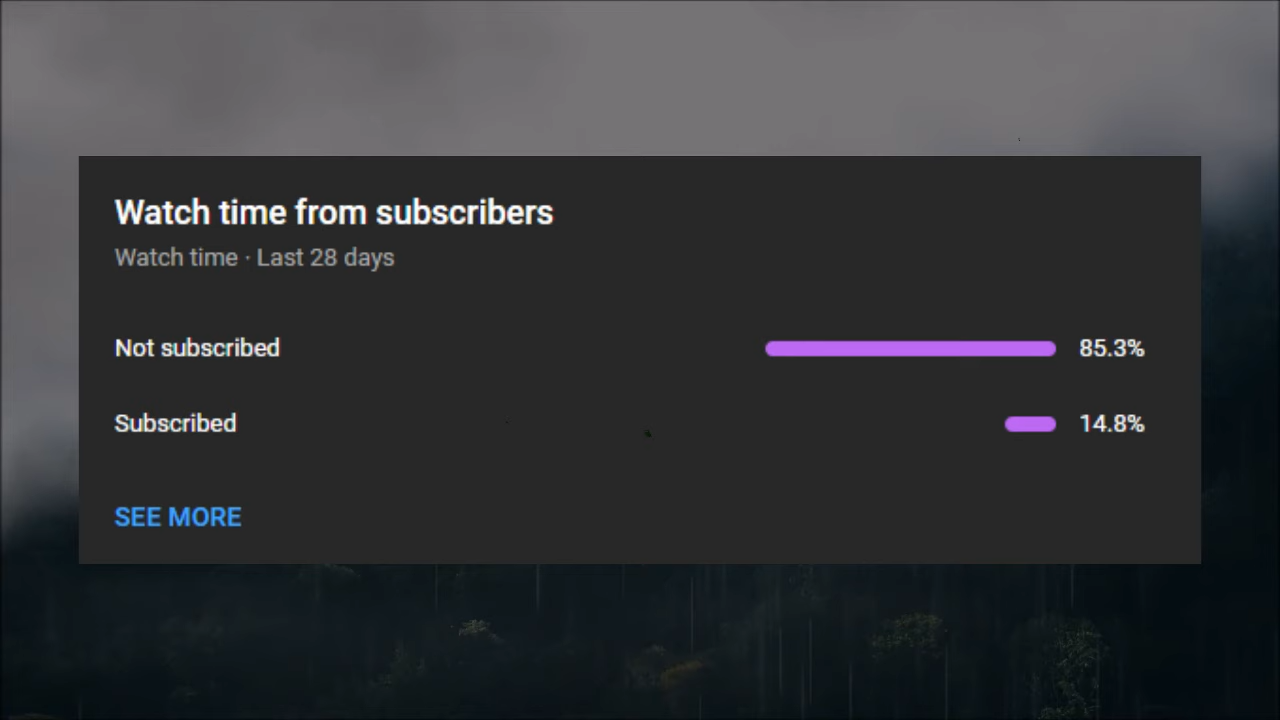 Watch time from subscribers
Watch time · Last 28 days
Not subscribed 85.3%
Subscribed 14.8%
SEE MORE